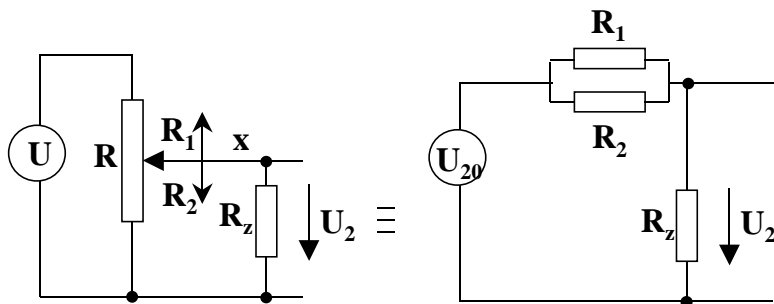 U
R
R₁
R₂
x
R_z
U₂
≡
R₁
R₂
U₂₀
R_z
U₂